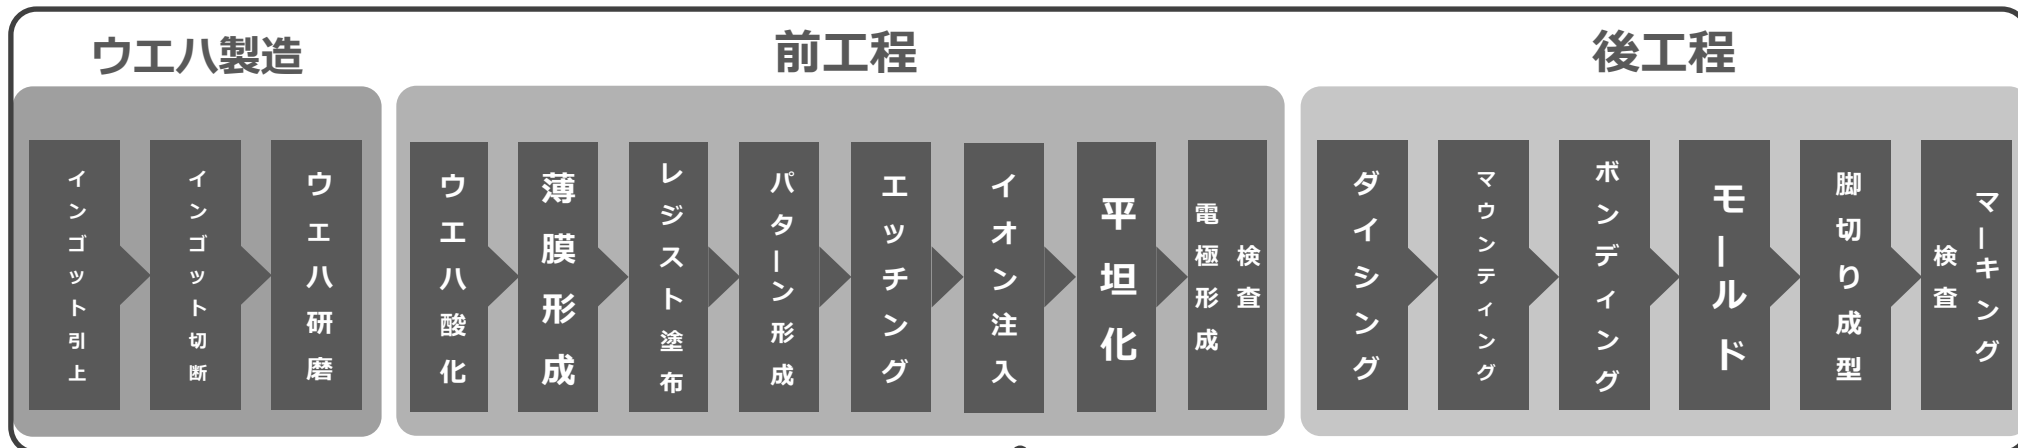 ウエハ製造
インゴット引上
インゴット切断
ウエハ研磨
前工程
ウエハ酸化
薄膜形成
レジスト塗布
パターン形成
エッチング
イオン注入
平坦化
検査
電極形成
後工程
ダイシング
マウンティング
ボンディング
モールド
脚切り成型
マーキング
検査